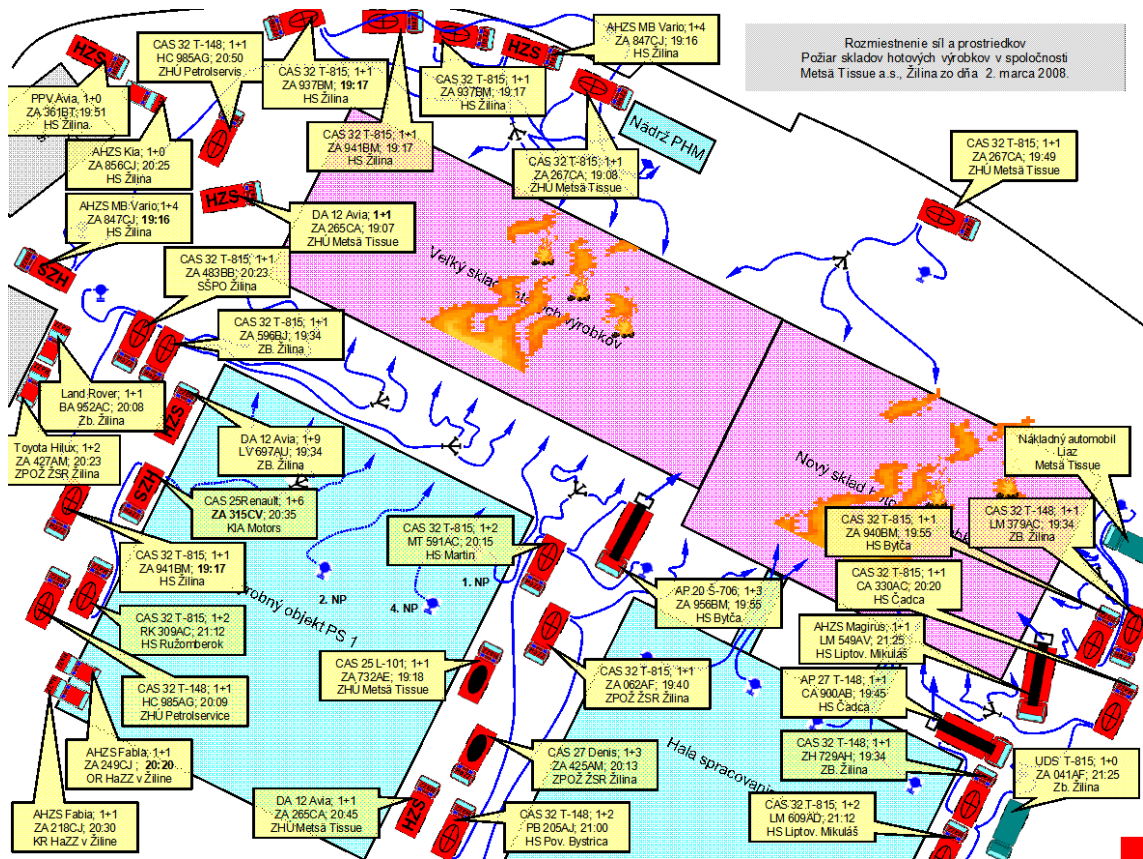 Rozmiestnenie síl a prostriedkov
Požiar skladov hotových výrobkov v spoločnosti
Metsä Tissue a.s., Žilina zo dňa 2. marca 2008.
CAS 32 T-148; 1+1
HC 985AG; 20:50
ZHÚ Petrolservis.
CAS 32 T-815; 1+1
ZA 937BM; 19:17
HS Žilina
CAS 32 T-815; 1+1
ZA 941BM; 19:17
HS Žilina
CAS 32 T-815; 1+1
ZA 937BM; 19:17
HS Žilina
AHZS MB Vario; 1+4
ZA 847CJ; 19:16
HS Žilina
PPV Avia, 1+0
ZA 361BT; 19:51
HS Žilina.
AHZS Kia; 1+0
ZA 856CJ; 20:25
HS Žilina
CAS 32 T-815; 1+1
ZA 267CA; 19:08
ZHÚ Metsä Tissue
Nádrž PHM
CAS 32 T-815; 1+1
ZA 267CA; 19:49
ZHÚ Metsä Tissue
AHZS MB Vario; 1+4
ZA 847CJ; 19:16
HS Žilina
DA 12 Avia; 1+1
ZA 265CA; 19:07
ZHÚ Metsä Tissue
CAS 32 T-815; 1+1
ZA 483BB; 20:23
SŠPO Žilina
CAS 32 T-815; 1+1
ZA 596BJ; 19:34
ZB. Žilina
Land Rover; 1+1
BA 952AC; 20:08
Zb. Žilina
DA 12 Avia; 1+9
LV 697AU; 19:34
ZB. Žilina
Toyota Hilux; 1+2
ZA 427AM; 20:23
ZPOŽ ŽSR Žilina
CAS 25 Renault; 1+6
ZA 315CV; 20:35
KIA Motors
CAS 32 T-815; 1+2
MT 591AC; 20:15
HS Martin
Nákladný automobil
Liaz
Metsä Tissue
CAS 32 T-815; 1+1
ZA 940BM; 19:55
HS Bytča
CAS 32 T-148; 1+1
LM 379AC; 19:34
ZB. Žilina
CAS 32 T-815; 1+1
ZA 941BM; 19:17
HS Žilina
CAS 32 T-815; 1+1
CA 330AC; 20:20
HS Čadca
AP 20 Š-706; 1+3
ZA 956BM; 19:55
HS Bytča
1. NP
2. NP
4. NP
CAS 32 T-815; 1+2
RK 309AC; 21:12
HS Ružomberok
AHZS Magirus; 1+1
LM 549AV; 21:25
HS Liptov. Mikuláš
CAS 25 L-101; 1+1
ZA 732AE; 19:18
ZHÚ Metsä Tissue
CAS 32 T-815; 1+1
ZA 062AF; 19:40
ZPOŽ ŽSR Žilina
AP 27 T-148; 1+1
CA 900AB; 19:45
HS Čadca
CAS 32 T-148; 1+1
HC 985AG; 20:09
ZHÚ Petrolservice
AHZS Fabla; 1+1
ZA 249CJ; 20:20
OR HaZZ v Žiline
CAS 27 Denis; 1+3
ZA 425AM; 20:13
ZPOŽ ŽSR Žilina
CAS 32 T-148; 1+1
ZH 729AH; 19:34
ZB. Žilina
UDS T-815; 1+0
ZA 041AF; 21:25
Zb. Žilina
AHZS Fabia; 1+1
ZA 218CJ; 20:30
KR HaZZ v Žiline
DA 12 Avia; 1+1
ZA 265CA; 20:45
ZHÚ Metsä Tissue
CAS 32 T-148; 1+2
PB 205AJ; 21:00
HS Pov. Bystrica
CAS 32 T-815; 1+2
LM 609AD; 21:12
HS Liptov. Mikuláš
Veľký sklad výrobkov
Nový sklad
objekt PS 1
Hala
HZS
HZS
HZS
HZS
HZS
HZS
HZS